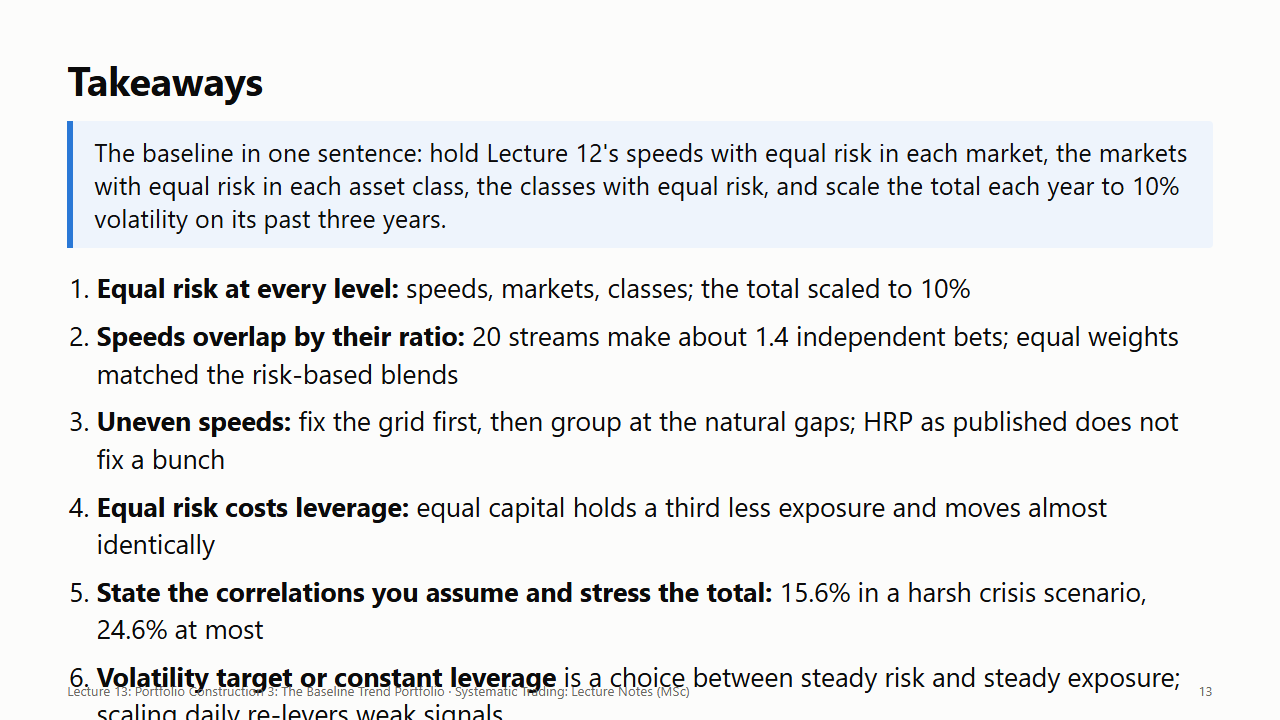 Takeaways
The baseline in one sentence: hold Lecture 12's speeds with equal risk in each market, the markets
with equal risk in each asset class, the classes with equal risk, and scale the total each year to 10%
volatility on its past three years.
1. Equal risk at every level: speeds, markets, classes; the total scaled to 10%
2. Speeds overlap by their ratio: 20 streams make about 1.4 independent bets; equal weights
matched the risk-based blends
3. Uneven speeds: fix the grid first, then group at the natural gaps; HRP as published does not
fix a bunch
4. Equal risk costs leverage: equal capital holds a third less exposure and moves almost
identically
5. State the correlations you assume and stress the total: 15.6% in a harsh crisis scenario,
24.6% at most
6. Volatility target or constant leverage is a choice between steady risk and steady exposure;
Lecture 13: Portfolio Construction 3: The Baseline Trend Portfolio · Systematic Trading: Lecture Notes (MSc)
13
scaling daily re-levers weak signals